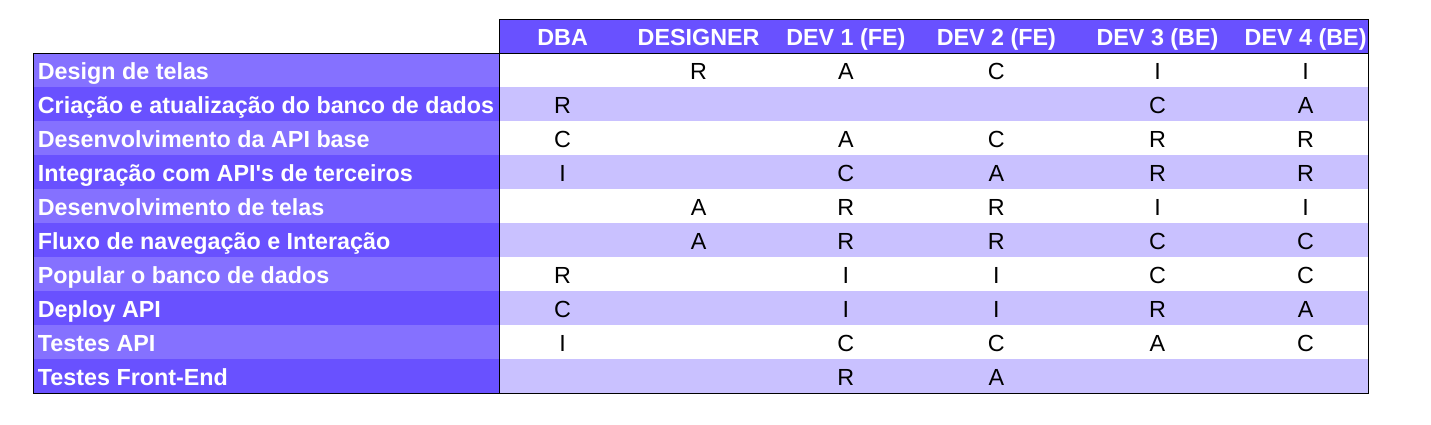 DBA DESIGNER DEV 1 (FE) DEV 2 (FE) DEV 3 (BE) DEV 4 (BE)
Design de telas R A C I I
Criação e atualização do banco de dados R C A
Desenvolvimento da API base C A C R R
Integração com API's de terceiros I C A R R
Desenvolvimento de telas A R R I I
Fluxo de navegação e Interação A R R C C
Popular o banco de dados R I I C C
Deploy API C I I R A
Testes API I C C A C
Testes Front-End R A